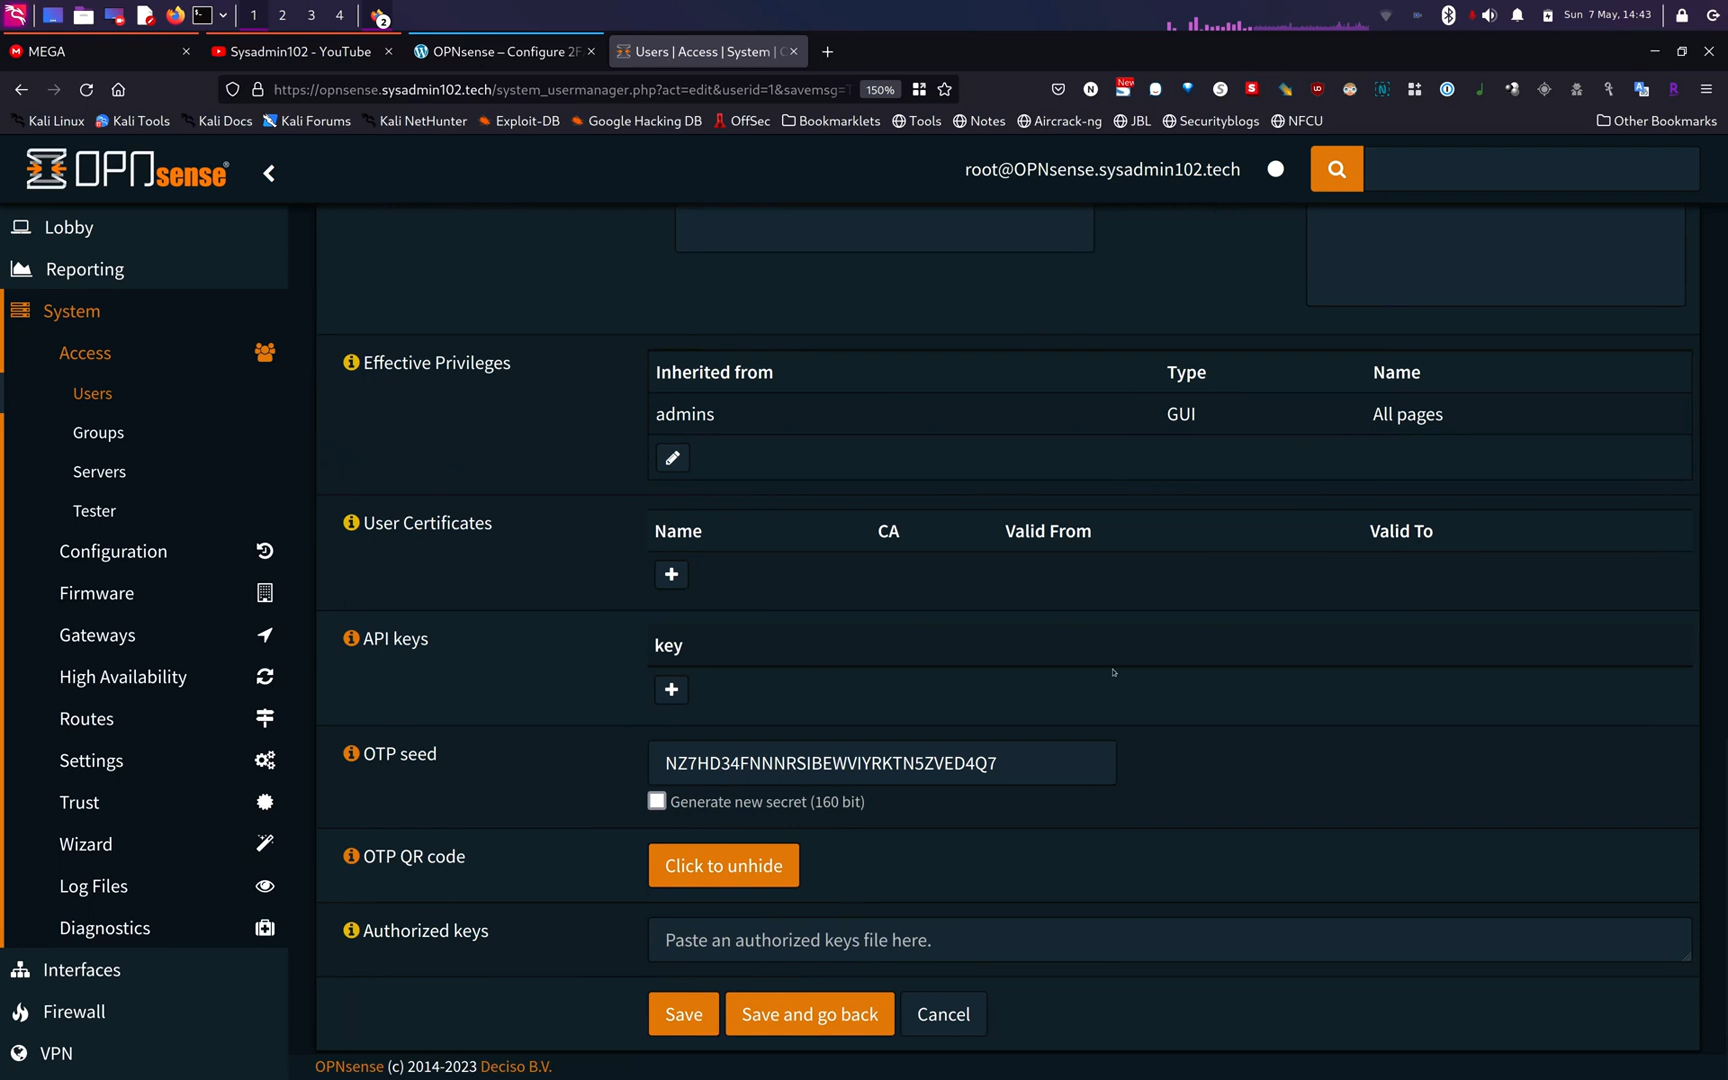 1 2 3 4 2 Sun 7 May, 14:43
MEGA
Sysadmin102 - YouTube
OPNsense – Configure 2F
Users | Access | System |
https://opnsense.sysadmin102.tech/system_usermanager.php?act=edit&userid=1&savemsg=
150%
New
Kali Linux Kali Tools Kali Docs Kali Forums Kali NetHunter Exploit-DB Google Hacking DB OffSec Bookmarklets Tools Notes Aircrack-ng JBL Securityblogs NFCU Other Bookmarks
OPNsense®
root@OPNsense.sysadmin102.tech
Lobby
Reporting
System
Access
Users
Groups
Servers
Tester
Configuration
Firmware
Gateways
High Availability
Routes
Settings
Trust
Wizard
Log Files
Diagnostics
Interfaces
Firewall
VPN
Effective Privileges
Inherited from Type Name
admins GUI All pages
User Certificates
Name CA Valid From Valid To
API keys
key
OTP seed
NZ7HD34FNNNRSIBEWVIYRKTN5ZVED4Q7
Generate new secret (160 bit)
OTP QR code
Click to unhide
Authorized keys
Paste an authorized keys file here.
Save Save and go back Cancel
OPNsense (c) 2014-2023 Deciso B.V.